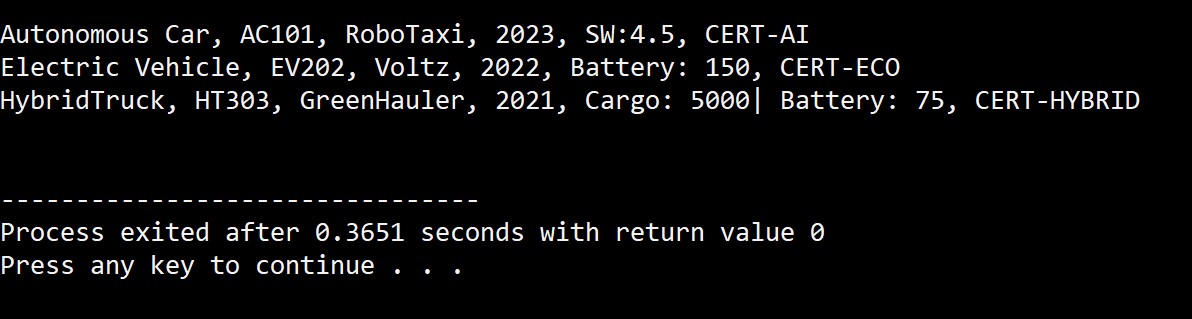 Autonomous Car, AC101, RoboTaxi, 2023, SW:4.5, CERT-AI
Electric Vehicle, EV202, Voltz, 2022, Battery: 150, CERT-ECO
HybridTruck, HT303, GreenHauler, 2021, Cargo: 5000| Battery: 75, CERT-HYBRID
--------------------------------
Process exited after 0.3651 seconds with return value 0
Press any key to continue . . .